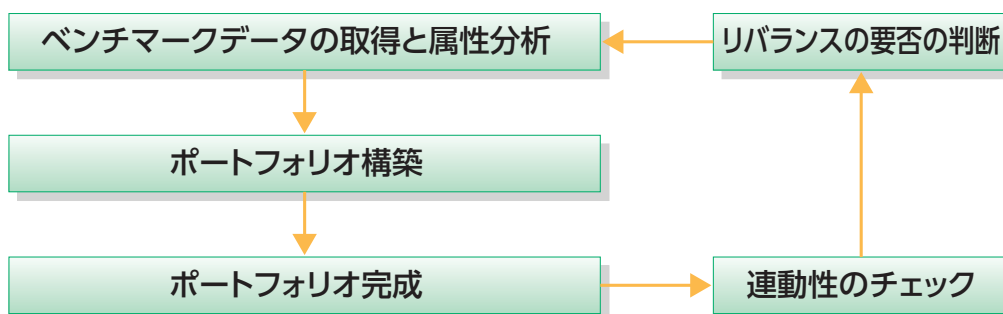 ベンチマークデータの取得と属性分析
リバランスの要否の判断
ポートフォリオ構築
ポートフォリオ完成
連動性のチェック